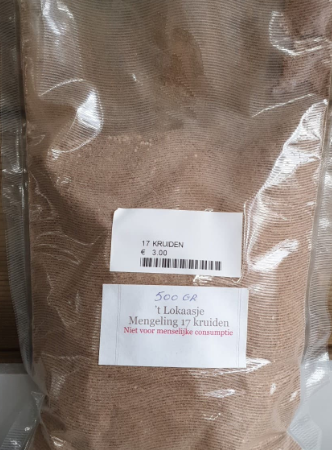 17 KRUIDEN
€ 3.00
500 GR
't Lokaasje
Mengeling 17 kruiden
Niet voor menselijke consumptie